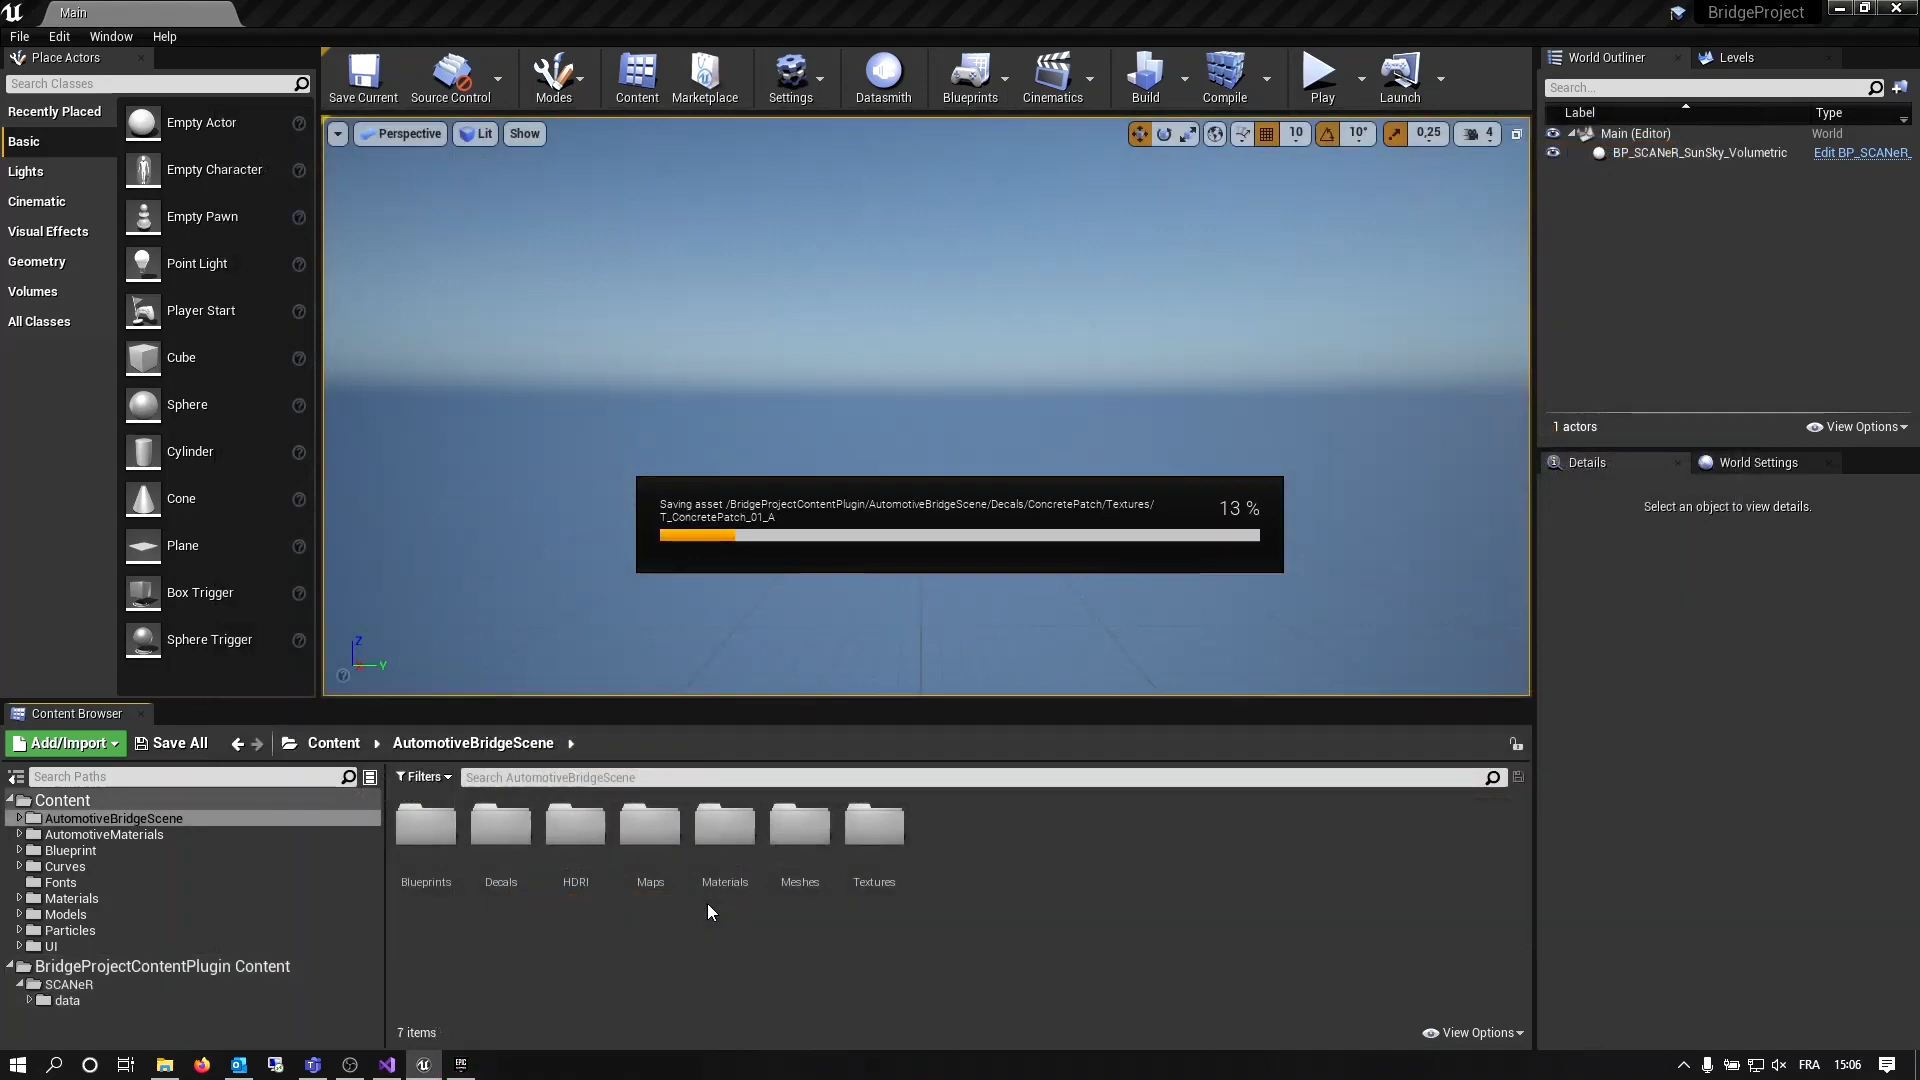 Main
BridgeProject
File
Edit
Window
Help
Place Actors
Search Classes
Recently Placed
Basic
Lights
Cinematic
Visual Effects
Geometry
Volumes
All Classes
Empty Actor
Empty Character
Empty Pawn
Point Light
Player Start
Cube
Sphere
Cylinder
Cone
Plane
Box Trigger
Sphere Trigger
Save Current
Source Control
Modes
Content
Marketplace
Settings
Datasmith
Blueprints
Cinematics
Build
Compile
Play
Launch
Perspective
Lit
Show
10
10°
0,25
4
Saving asset /BridgeProjectContentPlugin/AutomotiveBridgeScene/Decals/ConcretePatch/Textures/
T_ConcretePatch_01_A
13 %
Z
Y
World Outliner
Levels
Search...
Label
Type
Main (Editor)
World
BP_SCANeR_SunSky_Volumetric
Edit BP_SCANeR_
1 actors
View Options
Details
World Settings
Select an object to view details.
Content Browser
Add/Import
Save All
Content
AutomotiveBridgeScene
Search Paths
Filters
Search AutomotiveBridgeScene
Content
AutomotiveBridgeScene
AutomotiveMaterials
Blueprint
Curves
Fonts
Materials
Models
Particles
UI
BridgeProjectContentPlugin Content
SCANeR
data
Blueprints
Decals
HDRI
Maps
Materials
Meshes
Textures
7 items
View Options
EPIC
FRA
15:06